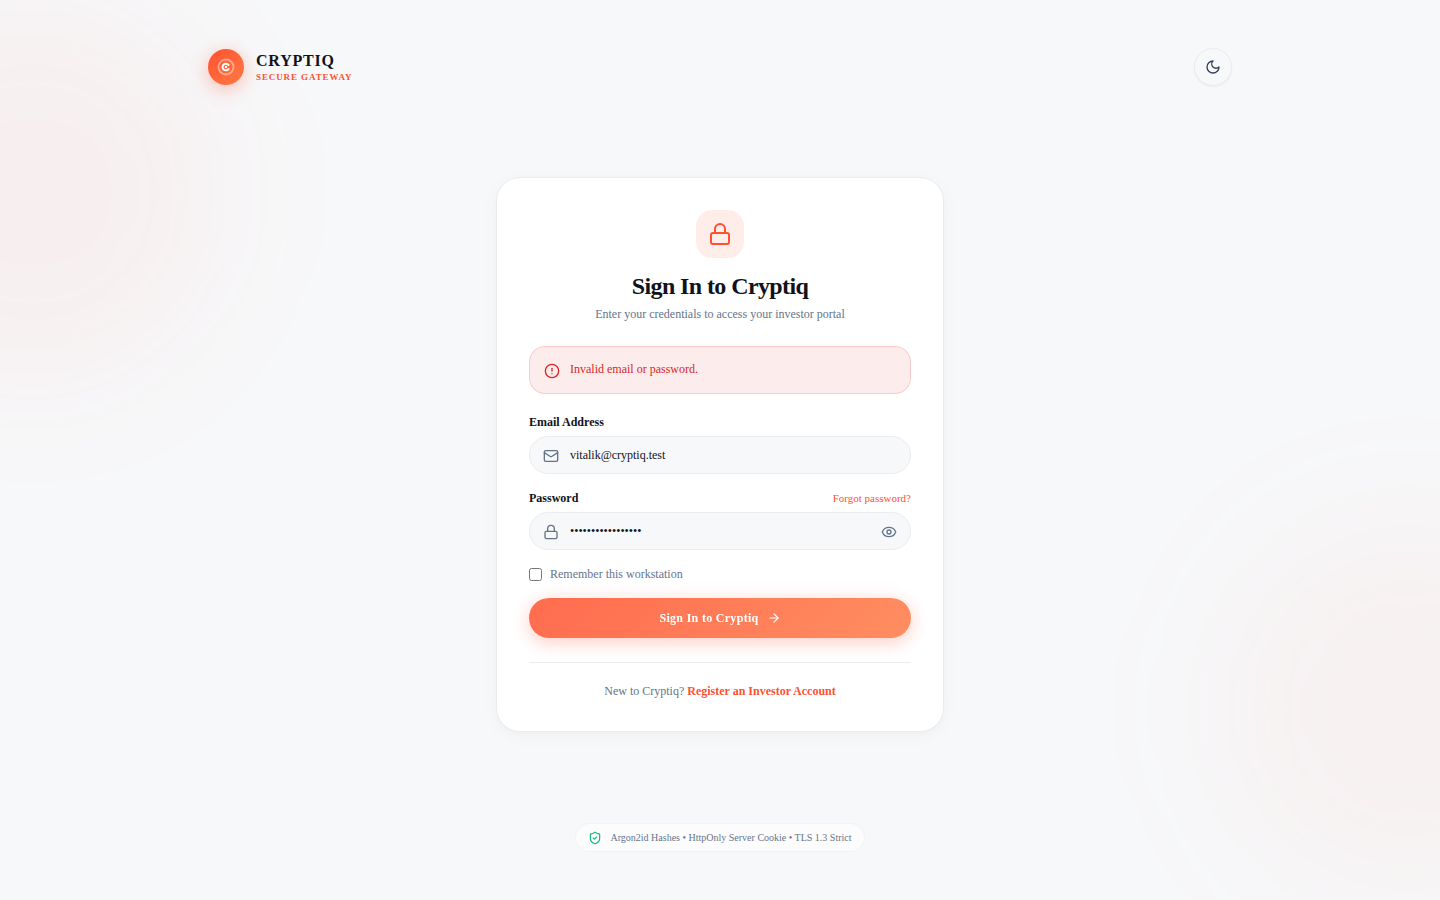 CRYPTIQ
SECURE GATEWAY
Sign In to Cryptiq
Enter your credentials to access your investor portal
Invalid email or password.
Email Address
vitalik@cryptiq.test
Password Forgot password?
•••••••••••••••••
Remember this workstation
Sign In to Cryptiq →
New to Cryptiq? Register an Investor Account
Argon2id Hashes • HttpOnly Server Cookie • TLS 1.3 Strict